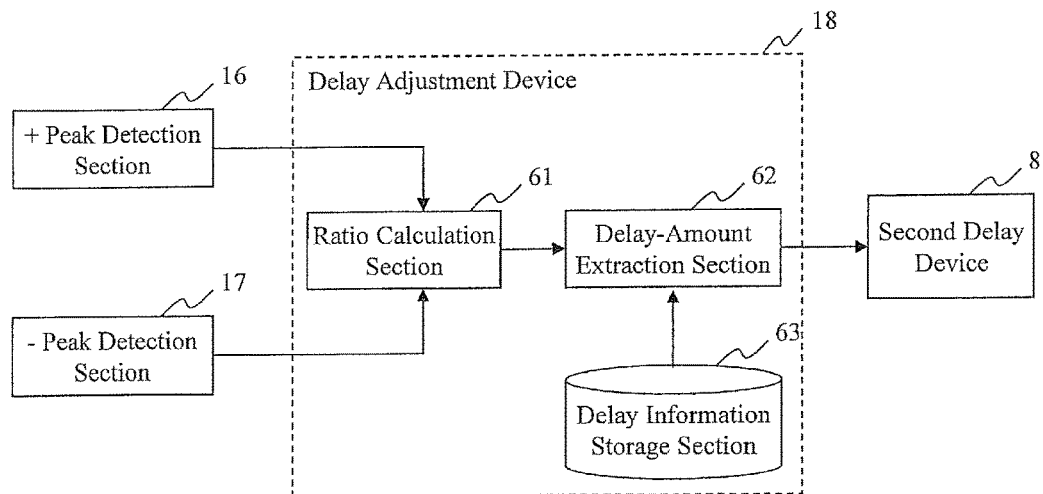 18
Delay Adjustment Device
16
+ Peak Detection
Section
61
Ratio Calculation
Section
62
Delay-Amount
Extraction Section
8
Second Delay
Device
17
- Peak Detection
Section
63
Delay Information
Storage Section